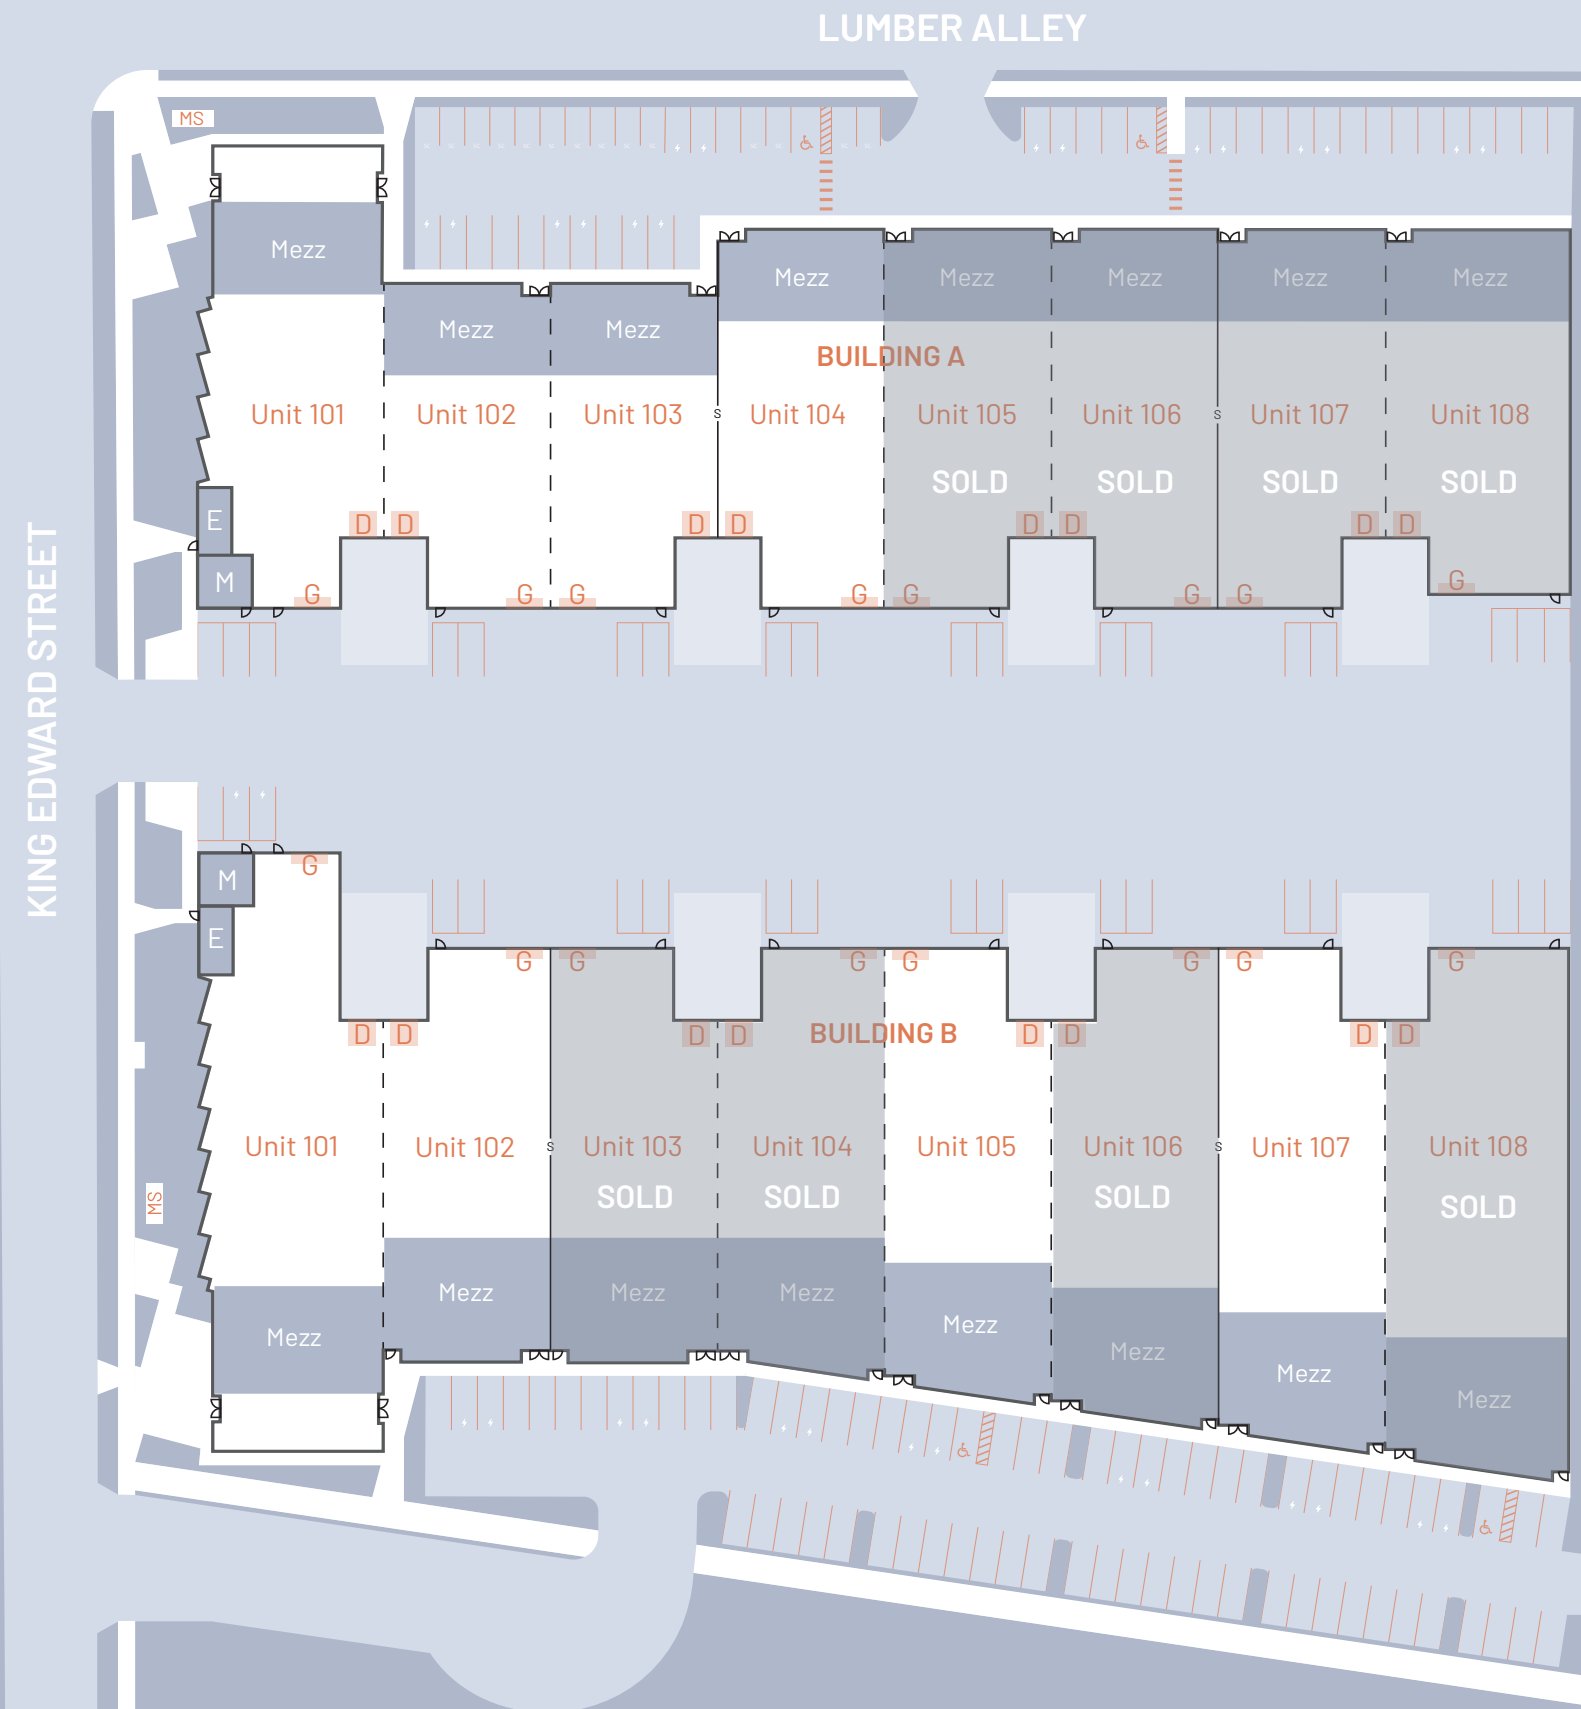 LUMBER ALLEY
MS
Mezz
Mezz
Mezz
Mezz
Mezz
Mezz
Mezz
Mezz
BUILDING A
Unit 101
Unit 102
Unit 103
S
Unit 104
Unit 105
Unit 106
S
Unit 107
Unit 108
SOLD
SOLD
SOLD
SOLD
E
D
D
D
D
D
D
D
D
M
G
G
G
G
G
G
G
G
KING EDWARD STREET
M
G
E
G
G
G
G
G
G
G
D
D
D
D
BUILDING B
D
D
D
D
Unit 101
Unit 102
S
Unit 103
Unit 104
Unit 105
Unit 106
S
Unit 107
Unit 108
MS
SOLD
SOLD
SOLD
SOLD
Mezz
Mezz
Mezz
Mezz
Mezz
Mezz
Mezz
Mezz